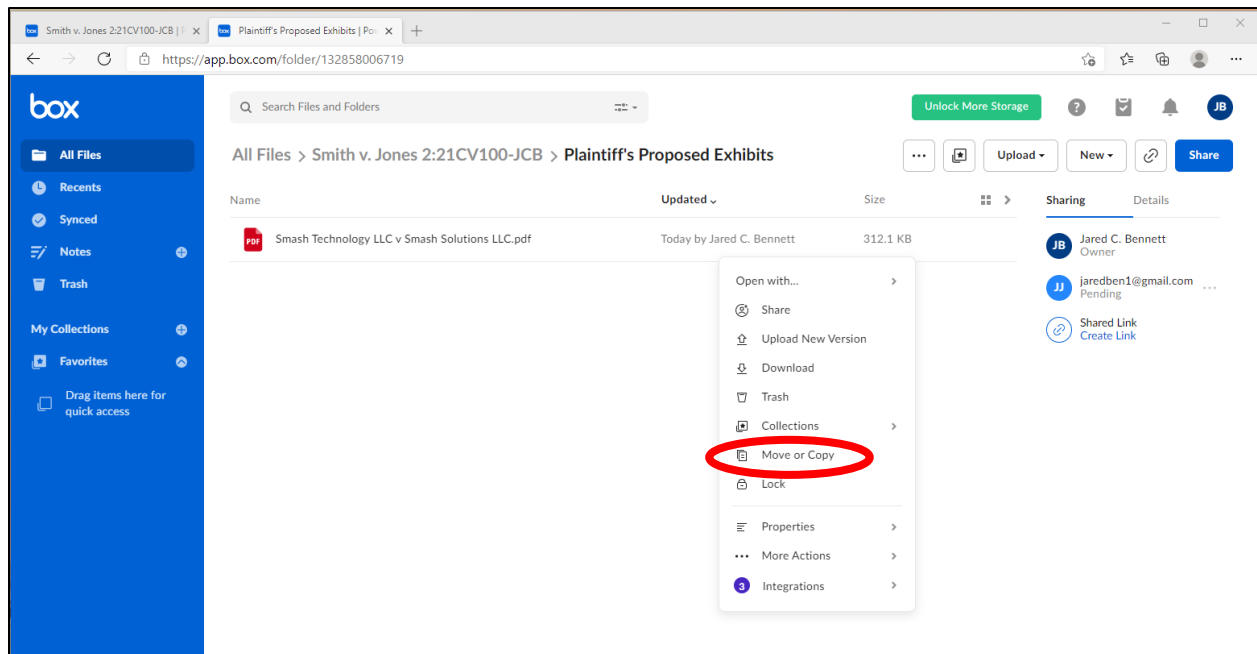 Smith v. Jones 2:21CV100-JCB | P
Plaintiff's Proposed Exhibits | Pow
https://app.box.com/folder/132858006719
box
Search Files and Folders
Unlock More Storage
JB
All Files
All Files > Smith v. Jones 2:21CV100-JCB > Plaintiff's Proposed Exhibits
Upload
New
Share
Recents
Synced
Notes
Trash
My Collections
Favorites
Drag items here for
quick access
Name
Updated
Size
Sharing
Details
PDF
Smash Technology LLC v Smash Solutions LLC.pdf
Today by Jared C. Bennett
312.1 KB
JB
Jared C. Bennett
Owner
JJ
jaredben1@gmail.com
Pending
Shared Link
Create Link
Open with...
Share
Upload New Version
Download
Trash
Collections
Move or Copy
Lock
Properties
More Actions
3 Integrations